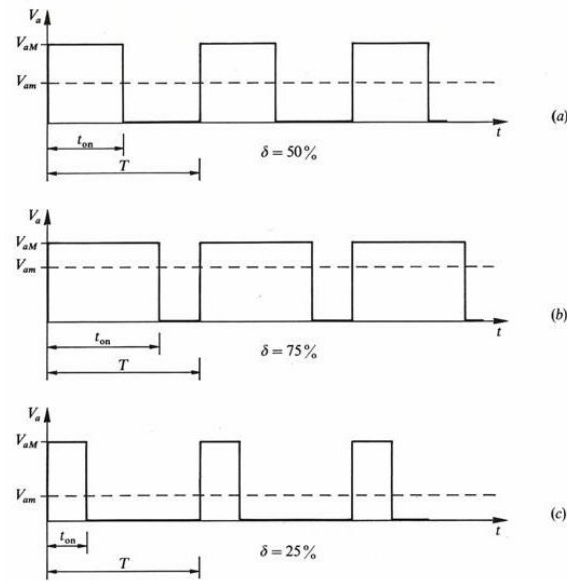 V_a
V_aM
V_am
t_on
T
δ = 50%
t
(a)
V_a
V_aM
V_am
t_on
T
δ = 75%
t
(b)
V_a
V_aM
V_am
t_on
T
δ = 25%
t
(c)